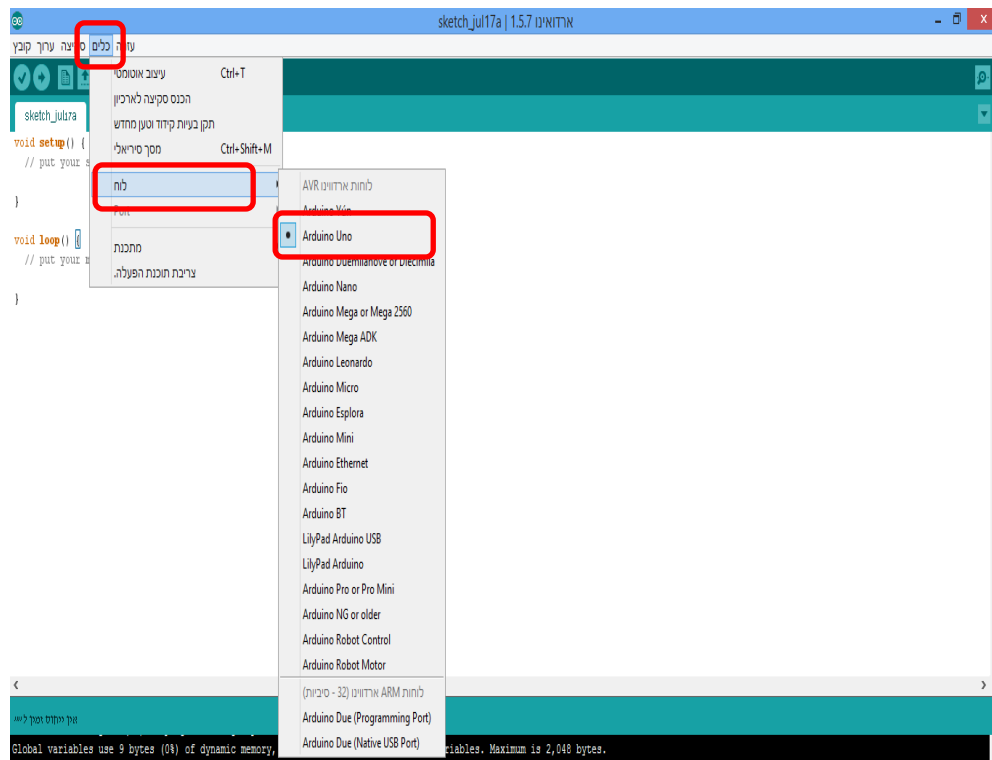 sketch_jul17a | 1.5.7 ארדואינו
קובץ ערוך כלים
sketch_jul17a
עיצוב אוטומטי Ctrl+T
הכנס סקיצה לארכיון
תקן בעיות קידוד וטען מחדש
מסך סיריאלי Ctrl+Shift+M
לוח
Port
מתכנת
צריבת תוכנת הפעלה.
void setup() {
// put your
}
void loop() {
// put your
}
לוחות ארדווינו AVR
Arduino Yún
Arduino Uno
Arduino Duemilanove or Diecimila
Arduino Nano
Arduino Mega or Mega 2560
Arduino Mega ADK
Arduino Leonardo
Arduino Micro
Arduino Esplora
Arduino Mini
Arduino Ethernet
Arduino Fio
Arduino BT
LilyPad Arduino USB
LilyPad Arduino
Arduino Pro or Pro Mini
Arduino NG or older
Arduino Robot Control
Arduino Robot Motor
לוחות ARM ארדווינו (32 - סיביות)
Arduino Due (Programming Port)
Arduino Due (Native USB Port)
Global variables use 9 bytes (0%) of dynamic memory, riables. Maximum is 2,048 bytes.